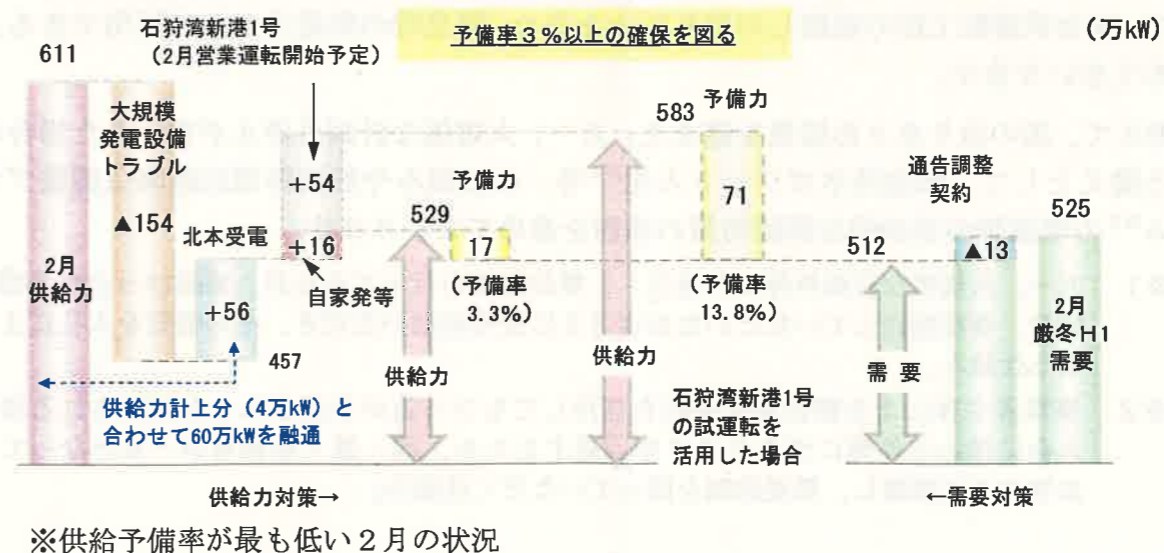 (万kW)
予備率3%以上の確保を図る
石狩湾新港1号
(2月営業運転開始予定)
611
大規模
発電設備
トラブル
▲154
2月
供給力
北本受電
+56
+54
+16
自家発等
457
供給力計上分(4万kW)と
合わせて60万kWを融通
529
供給力
予備力
17
(予備率
3.3%)
583
供給力
予備力
71
(予備率
13.8%)
石狩湾新港1号
の試運転を
活用した場合
512
需要
通告調整
契約
▲13
525
2月
厳冬H1
需要
供給力対策→
←需要対策
※供給予備率が最も低い2月の状況